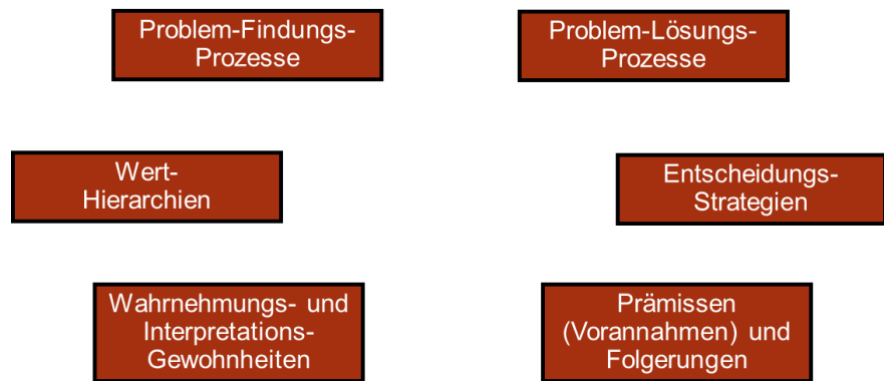 Problem-Findungs-
Prozesse
Problem-Lösungs-
Prozesse
Wert-
Hierarchien
Entscheidungs-
Strategien
Wahrnehmungs- und
Interpretations-
Gewohnheiten
Prämissen
(Vorannahmen) und
Folgerungen